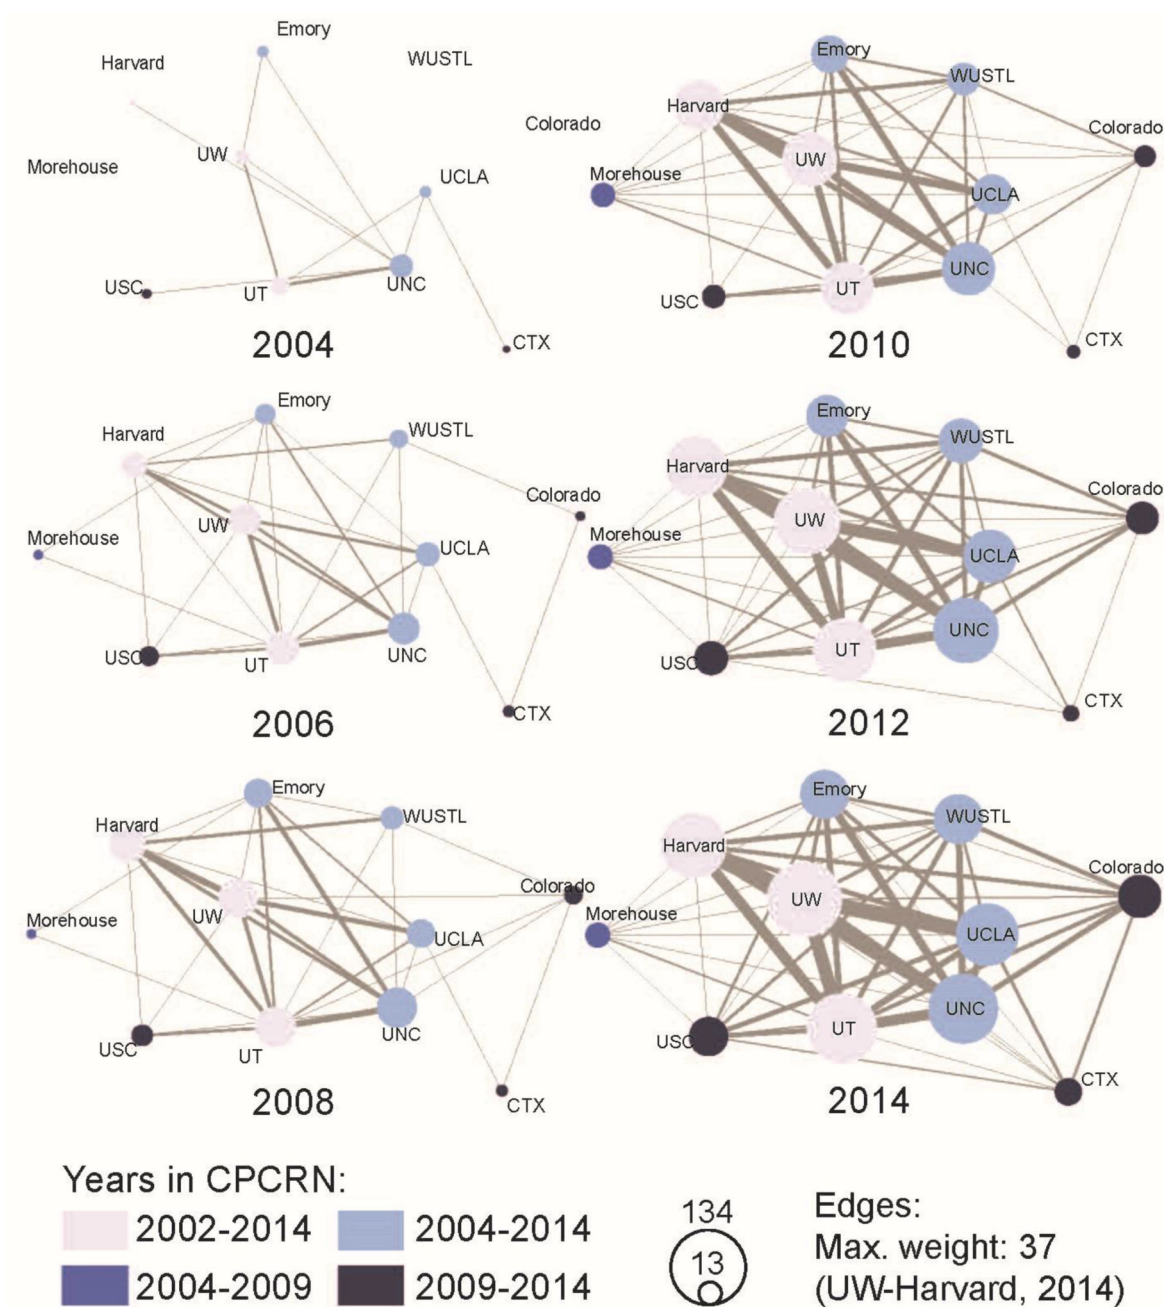 Emory
WUSTL
Harvard
UW
Morehouse
UCLA
USC
UT
UNC
CTX
2004
Emory
WUSTL
Harvard
Colorado
Colorado
UW
Morehouse
UCLA
UNC
UT
USC
CTX
2010
Emory
WUSTL
Harvard
Colorado
UW
Morehouse
UCLA
USC
UT
UNC
CTX
2006
Emory
WUSTL
Harvard
Colorado
UW
Morehouse
UCLA
UNC
UT
USC
CTX
2012
Emory
WUSTL
Harvard
Colorado
UW
Morehouse
UCLA
UNC
USC
UT
CTX
2008
Emory
WUSTL
Harvard
Colorado
UW
Morehouse
UCLA
UNC
UT
USC
CTX
2014
Years in CPCRN:
2002-2014
2004-2014
2004-2009
2009-2014
134
13
Edges:
Max. weight: 37
(UW-Harvard, 2014)